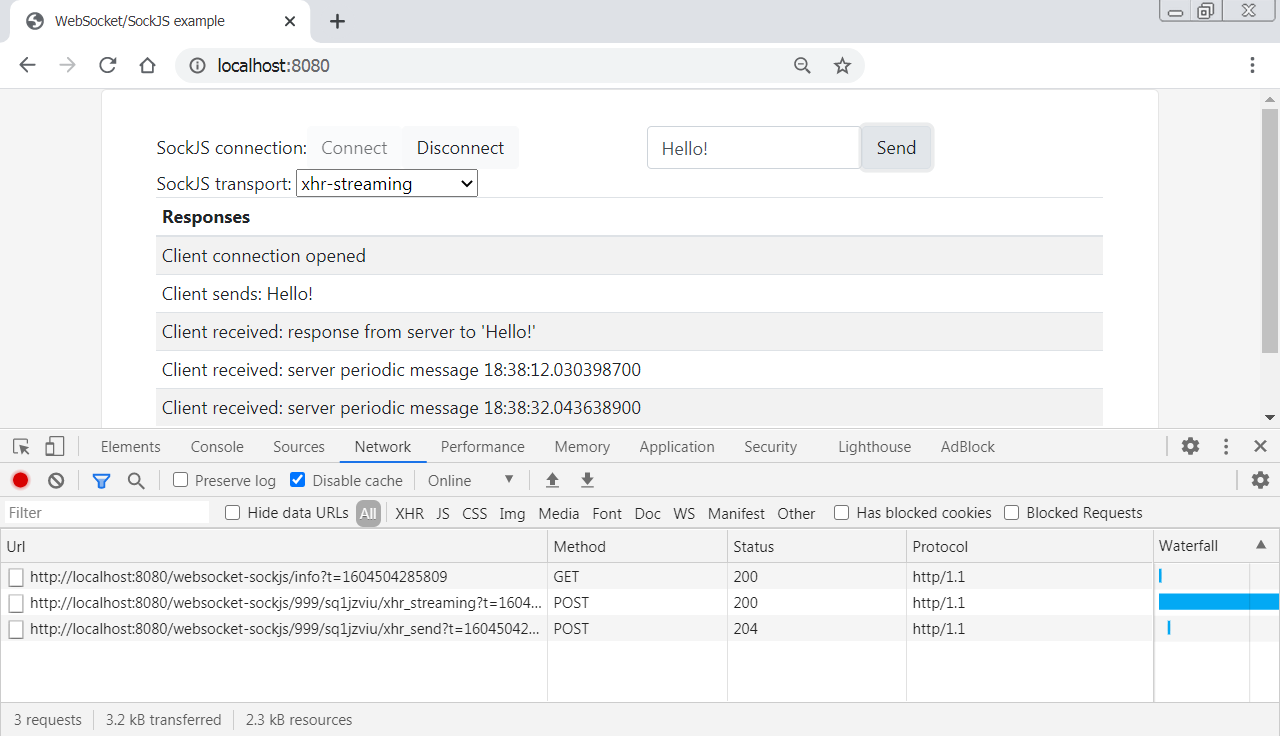 WebSocket/SockJS example
localhost:8080
SockJS connection: Connect Disconnect Hello! Send
SockJS transport: xhr-streaming
Responses
Client connection opened
Client sends: Hello!
Client received: response from server to 'Hello!'
Client received: server periodic message 18:38:12.030398700
Client received: server periodic message 18:38:32.043638900
Elements Console Sources Network Performance Memory Application Security Lighthouse AdBlock
Preserve log Disable cache Online
Filter Hide data URLs All XHR JS CSS Img Media Font Doc WS Manifest Other Has blocked cookies Blocked Requests
Url Method Status Protocol Waterfall
http://localhost:8080/websocket-sockjs/info?t=1604504285809 GET 200 http/1.1
http://localhost:8080/websocket-sockjs/999/sq1jzviu/xhr_streaming?t=1604... POST 200 http/1.1
http://localhost:8080/websocket-sockjs/999/sq1jzviu/xhr_send?t=16045042... POST 204 http/1.1
3 requests 3.2 kB transferred 2.3 kB resources